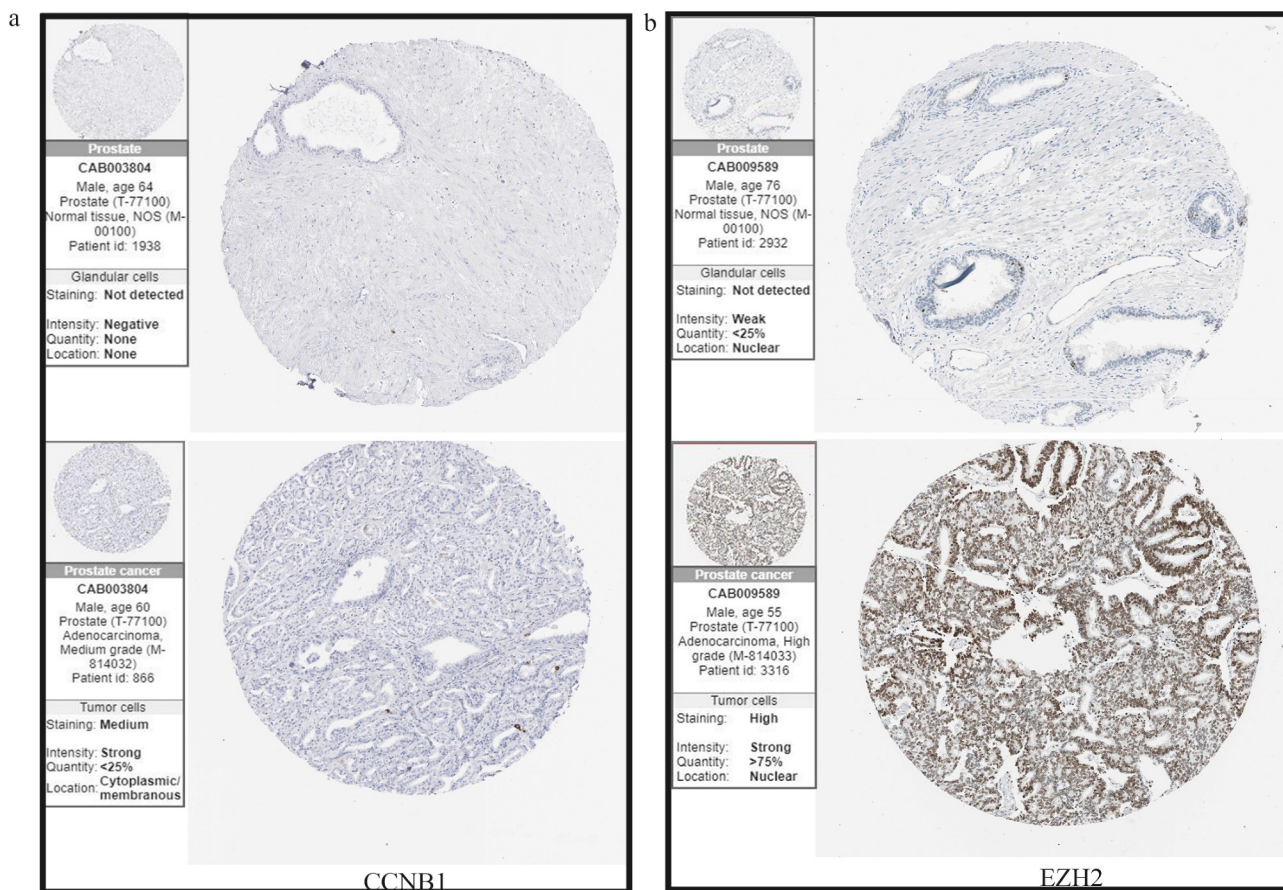 a
Prostate
CAB003804
Male, age 64
Prostate (T-77100)
Normal tissue, NOS (M-
00100)
Patient id: 1938
Glandular cells
Staining: Not detected
Intensity: Negative
Quantity: None
Location: None
Prostate cancer
CAB003804
Male, age 60
Prostate (T-77100)
Adenocarcinoma,
Medium grade (M-
814032)
Patient id: 866
Tumor cells
Staining: Medium
Intensity: Strong
Quantity: <25%
Location: Cytoplasmic/
membranous
CCNB1
b
Prostate
CAB009589
Male, age 76
Prostate (T-77100)
Normal tissue, NOS (M-
00100)
Patient id: 2932
Glandular cells
Staining: Not detected
Intensity: Weak
Quantity: <25%
Location: Nuclear
Prostate cancer
CAB009589
Male, age 55
Prostate (T-77100)
Adenocarcinoma, High
grade (M-814033)
Patient id: 3316
Tumor cells
Staining: High
Intensity: Strong
Quantity: >75%
Location: Nuclear
EZH2